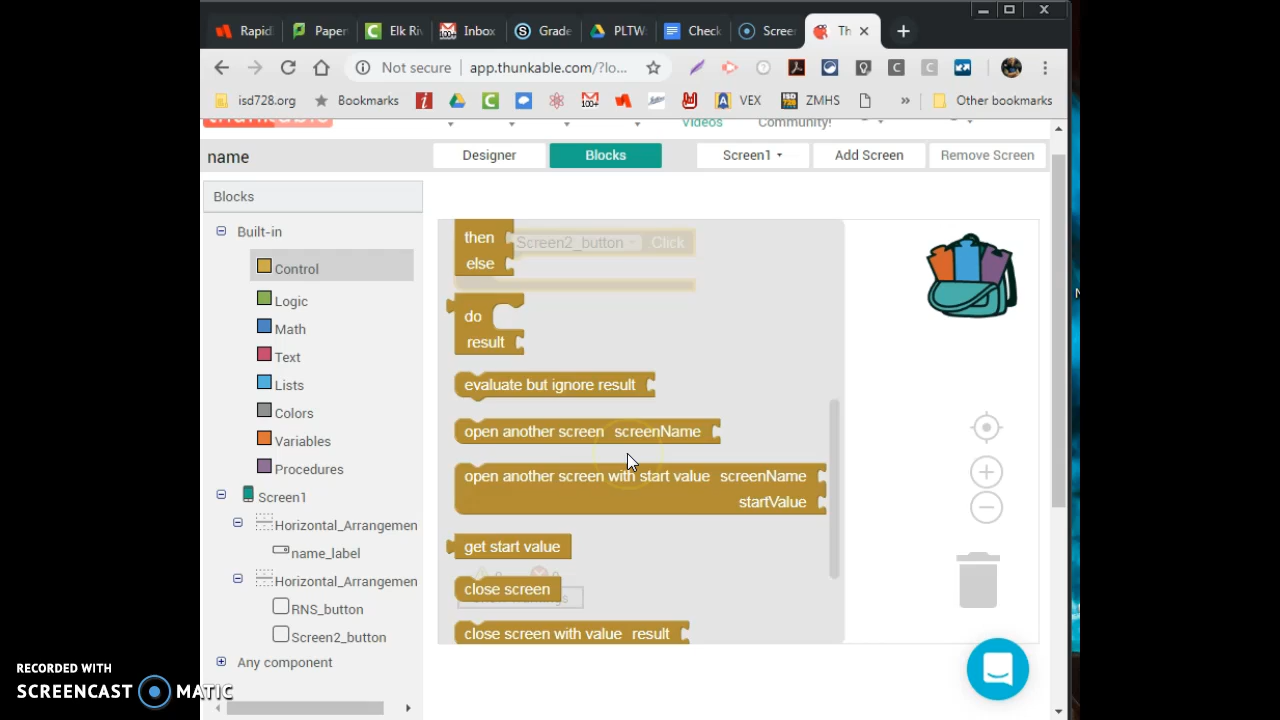 Rapid Paper Elk Riv Inbox Grade PLTW Check Scree Th
Not secure app.thunkable.com/?lo...
isd728.org Bookmarks 100+ VEX ZMHS Other bookmarks
thunkable Videos Community!
name Designer Blocks Screen1 Add Screen Remove Screen
Blocks
Built-in
Control
Logic
Math
Text
Lists
Colors
Variables
Procedures
Screen1
Horizontal_Arrangemen
name_label
Horizontal_Arrangemen
RNS_button
Screen2_button
Any component
then Screen2_button Click
else
do
result
evaluate but ignore result
open another screen screenName
open another screen with start value screenName
startValue
get start value
close screen
close screen with value result
RECORDED WITH
SCREENCAST MATIC